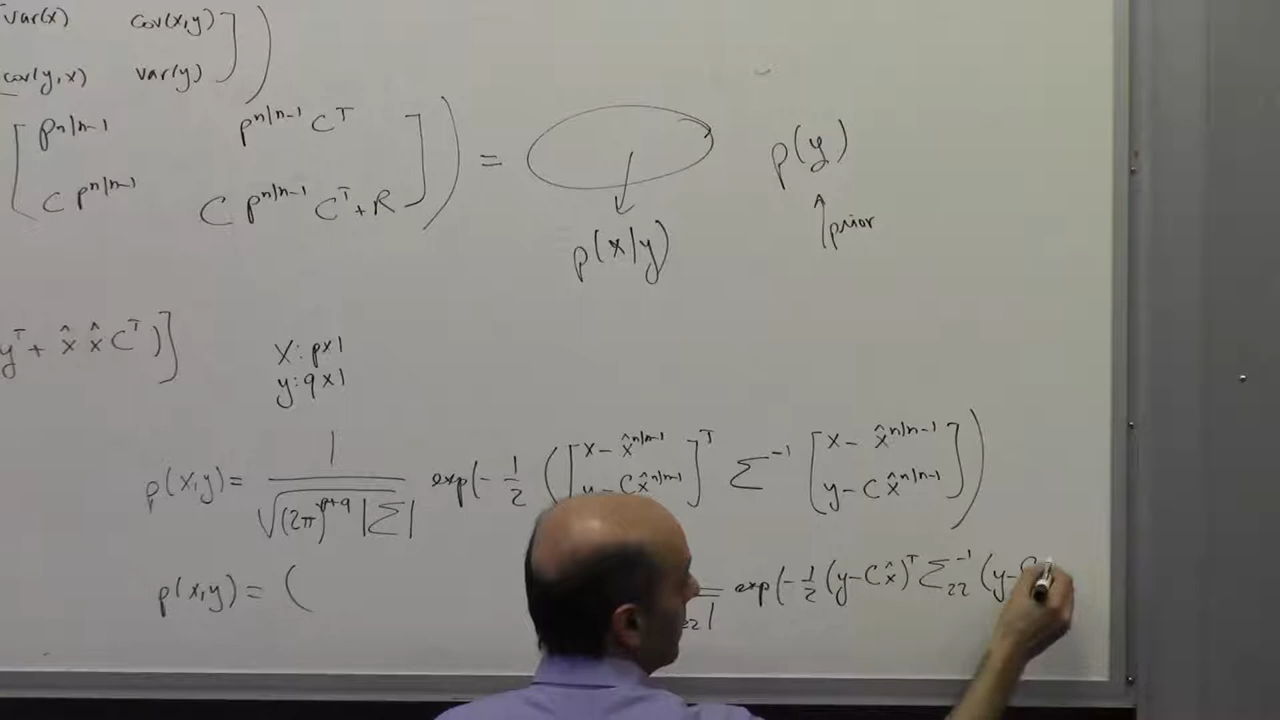 var(x) cov(x,y)
cov(y,x) var(y)
[ P^{n|n-1} P^{n|n-1} C^T
C P^{n|n-1} C P^{n|n-1} C^T + R ] ) =
p(x|y)
p(y)
prior
y^T + x̂ x̂ C^T ) ]
X: p×1
y: q×1
p(x,y) = 1 / √((2π)^{p+q} |Σ|) exp(-1/2 ( [ x - x̂^{n|n-1} ; y - C x̂^{n|n-1} ]^T Σ^{-1} [ x - x̂^{n|n-1} ; y - C x̂^{n|n-1} ] )
p(x,y) = ( 22| exp(-1/2 (y - C x̂)^T Σ_{22}^{-1} (y - C